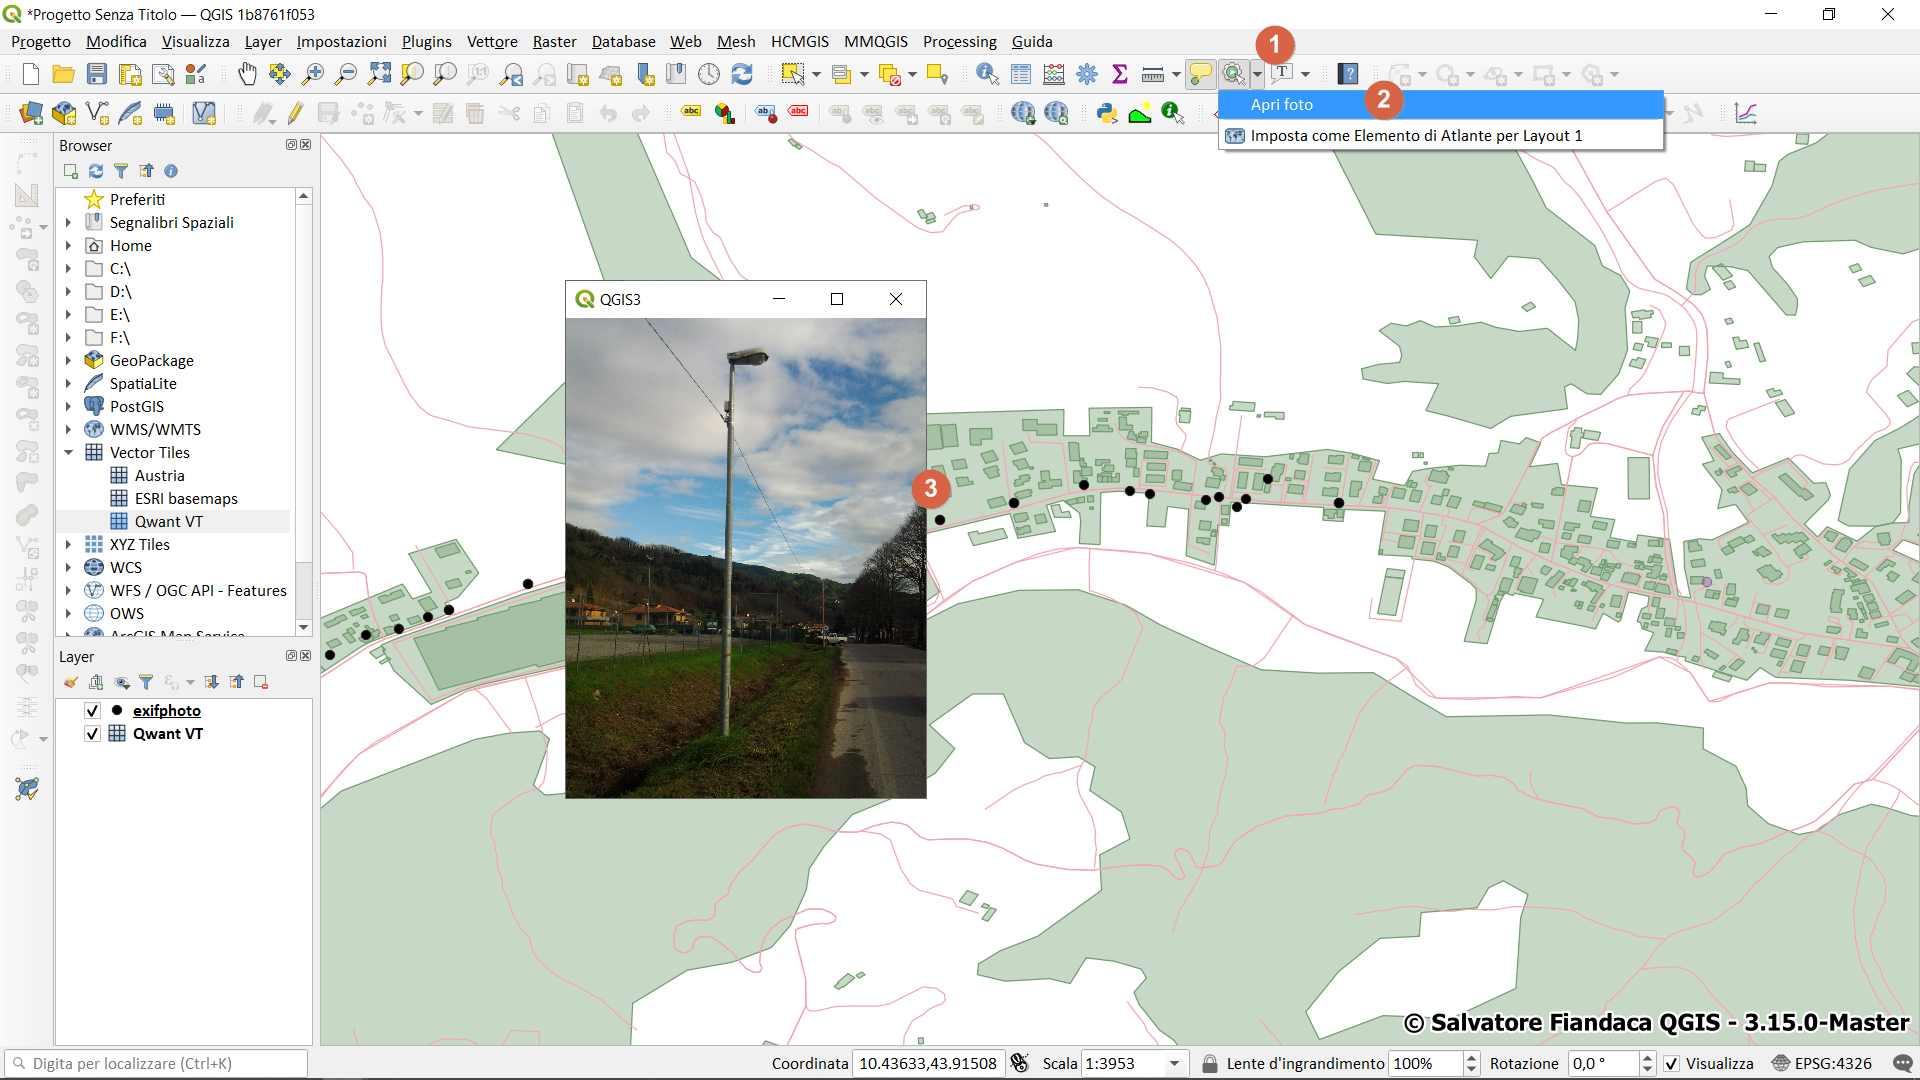 *Progetto Senza Titolo — QGIS 1b8761f053
Progetto Modifica Visualizza Layer Impostazioni Plugins Vettore Raster Database Web Mesh HCMGIS MMQGIS Processing Guida
1
Apri foto
2
Imposta come Elemento di Atlante per Layout 1
Browser
Preferiti
Segnalibri Spaziali
Home
C:\
D:\
E:\
F:\
GeoPackage
SpatiaLite
PostGIS
WMS/WMTS
Vector Tiles
Austria
ESRI basemaps
Qwant VT
XYZ Tiles
WCS
WFS / OGC API - Features
OWS
ArcGIS Map Service
Layer
exifphoto
Qwant VT
QGIS3
3
© Salvatore Fiandaca QGIS - 3.15.0-Master
Digita per localizzare (Ctrl+K)
Coordinata 10.43633,43.91508 Scala 1:3953 Lente d'ingrandimento 100% Rotazione 0,0 ° Visualizza EPSG:4326